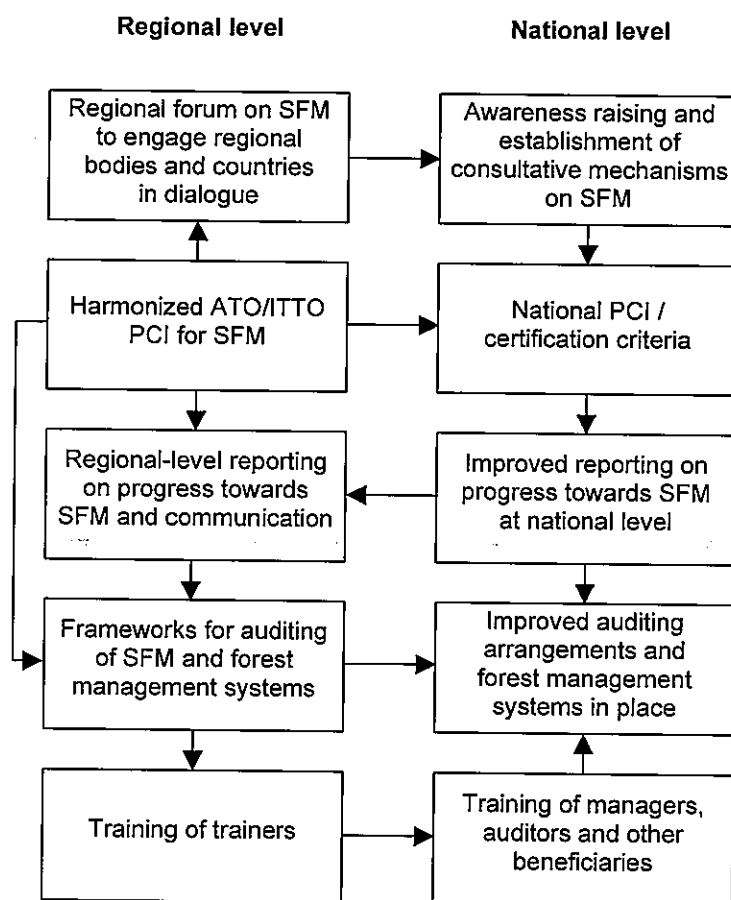 Regional level
National level
Regional forum on SFM
to engage regional
bodies and countries
in dialogue
Awareness raising and
establishment of
consultative mechanisms
on SFM
Harmonized ATO/ITTO
PCI for SFM
National PCI /
certification criteria
Regional-level reporting
on progress towards
SFM and communication
Improved reporting on
progress towards SFM
at national level
Frameworks for auditing
of SFM and forest
management systems
Improved auditing
arrangements and
forest management
systems in place
Training of trainers
Training of managers,
auditors and other
beneficiaries